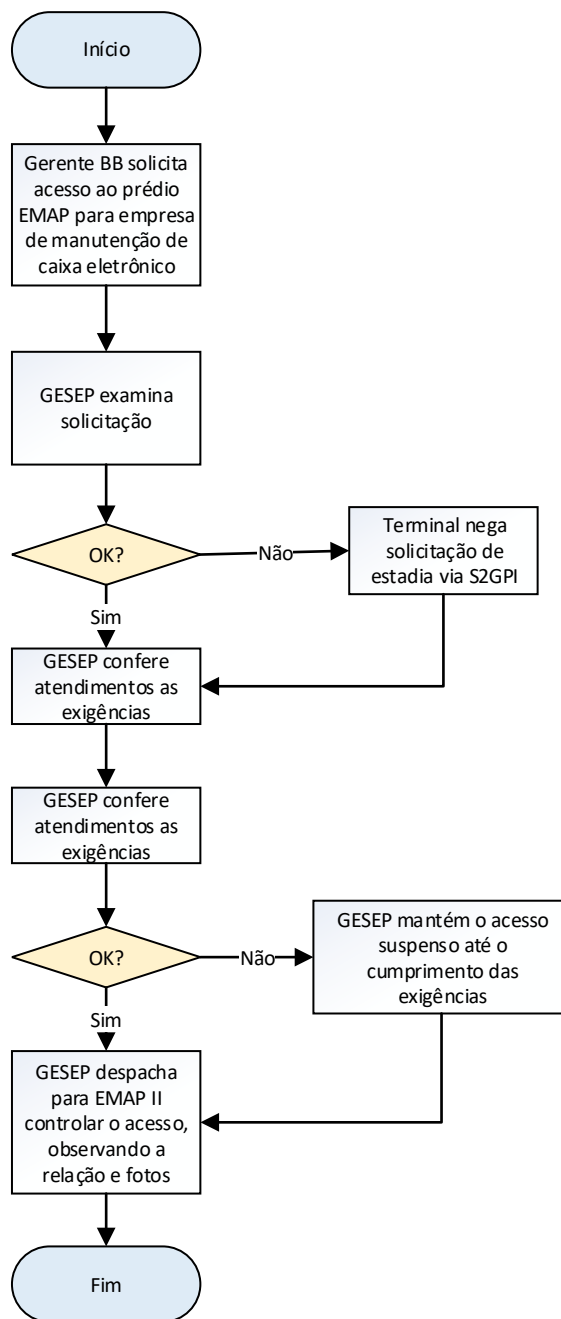 Início
Gerente BB solicita
acesso ao prédio
EMAP para empresa
de manutenção de
caixa eletrônico
GESEP examina
solicitação
OK?
Não
Terminal nega
solicitação de
estadia via S2GPI
Sim
GESEP confere
atendimentos as
exigências
GESEP confere
atendimentos as
exigências
OK?
Não
GESEP mantém o acesso
suspenso até o
cumprimento das
exigências
Sim
GESEP despacha
para EMAP II
controlar o acesso,
observando a
relação e fotos
Fim